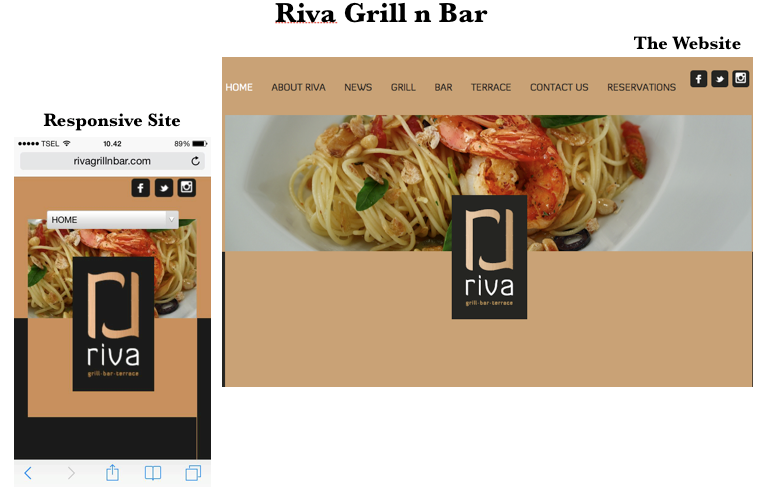 Riva Grill n Bar
The Website
HOME ABOUT RIVA NEWS GRILL BAR TERRACE CONTACT US RESERVATIONS
riva
grill-bar-terrace
Responsive Site
TSEL 10.42 89%
rivagrillnbar.com
HOME
riva
grill-bar-terrace